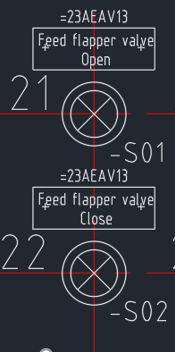 =23AEAV13
Feed flapper valve
Open
21
-S01
=23AEAV13
Feed flapper valve
Close
22
-S02